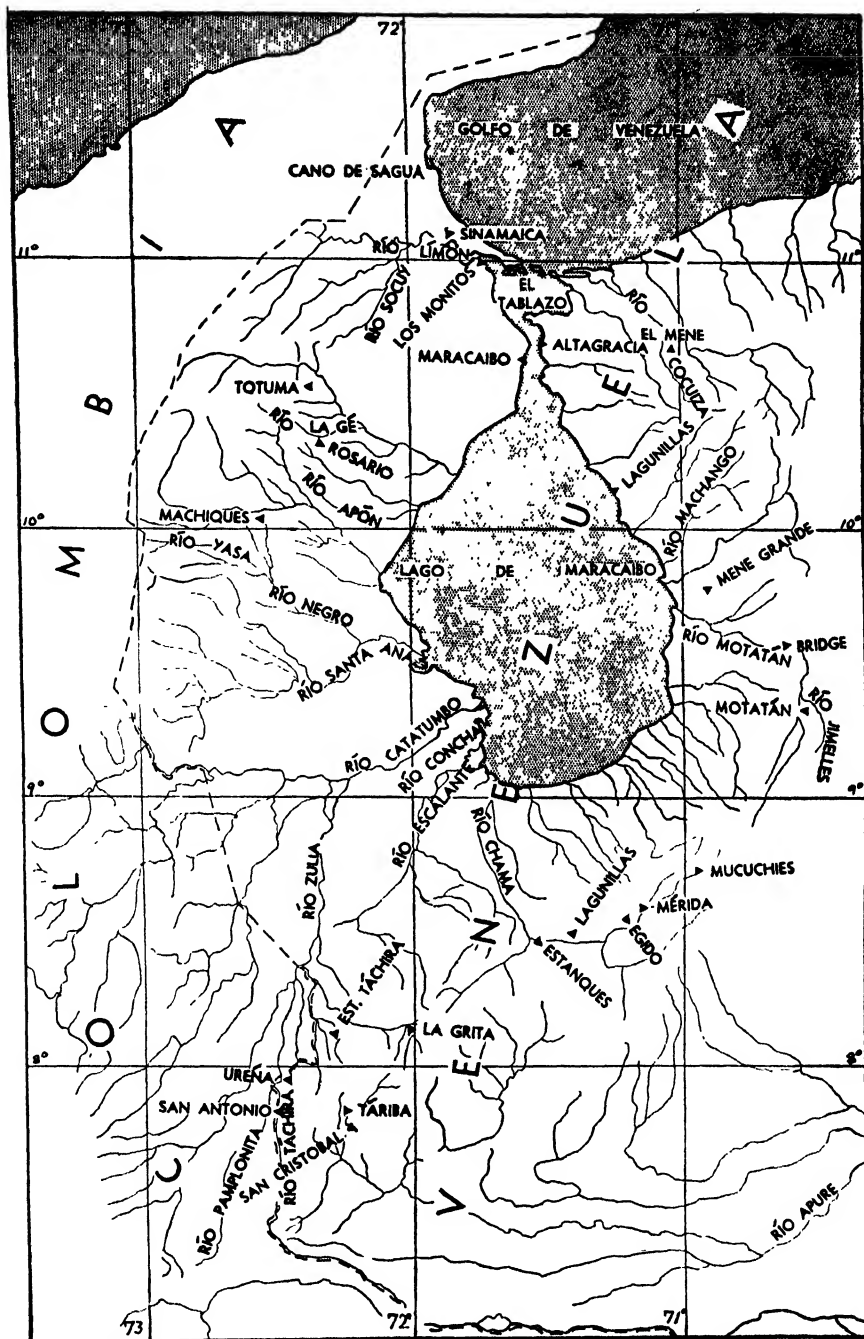 72°
GOLFO DE VENEZUELA
CANO DE SAGUA
SINAMAICA
11°
RÍO LIMÓN
11°
RÍO SOCUY
LOS MONITOS
EL TABLAZO
RÍO COCUIZA
MARACAIBO
ALTAGRACIA
EL MENE
TOTUMA
RÍO LA GÉ
ROSARIO
LAGUNILLAS
RÍO APÓN
RÍO MACHANGO
MACHIQUES
10°
10°
RÍO YASA
LAGO DE MARACAIBO
MENE GRANDE
RÍO NEGRO
RÍO MOTATÁN
BRIDGE
RÍO SANTA ANA
MOTATÁN
RÍO JIMELLES
RÍO CATATUMBO
RÍO CONCHA
RÍO ESCALANTE
9°
9°
RÍO CHAMA
RÍO ZULIA
LAGUNILLAS
MUCUCHIES
MÉRIDA
EGIDO
ESTANQUES
EST. TÁCHIRA
LA GRITA
8°
8°
UREÑA
SAN ANTONIO
TÁRIBA
RÍO TÁCHIRA
SAN CRISTOBAL
RÍO PAMPLONITA
RÍO APURE
73
72°
71°
COLOMBIA
VENEZUELA